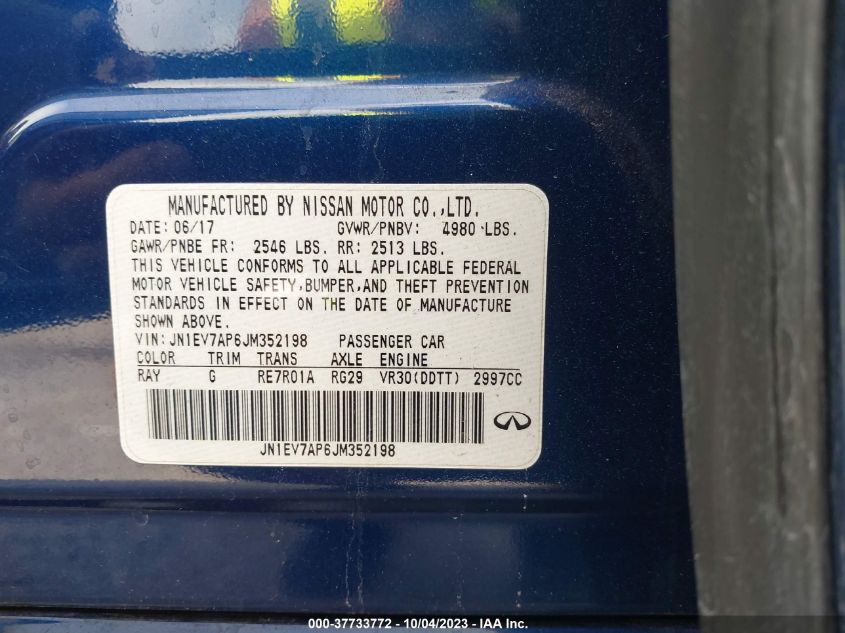 MANUFACTURED BY NISSAN MOTOR CO.,LTD.
DATE: 06/17 GVWR/PNBV: 4980 LBS.
GAWR/PNBE FR: 2546 LBS. RR: 2513 LBS.
THIS VEHICLE CONFORMS TO ALL APPLICABLE FEDERAL
MOTOR VEHICLE SAFETY,BUMPER,AND THEFT PREVENTION
STANDARDS IN EFFECT ON THE DATE OF MANUFACTURE
SHOWN ABOVE.
VIN: JN1EV7AP6JM352198 PASSENGER CAR
COLOR TRIM TRANS AXLE ENGINE
RAY G RE7R01A RG29 VR30(DDTT) 2997CC
JN1EV7AP6JM352198
000-37733772 - 10/04/2023 - IAA Inc.